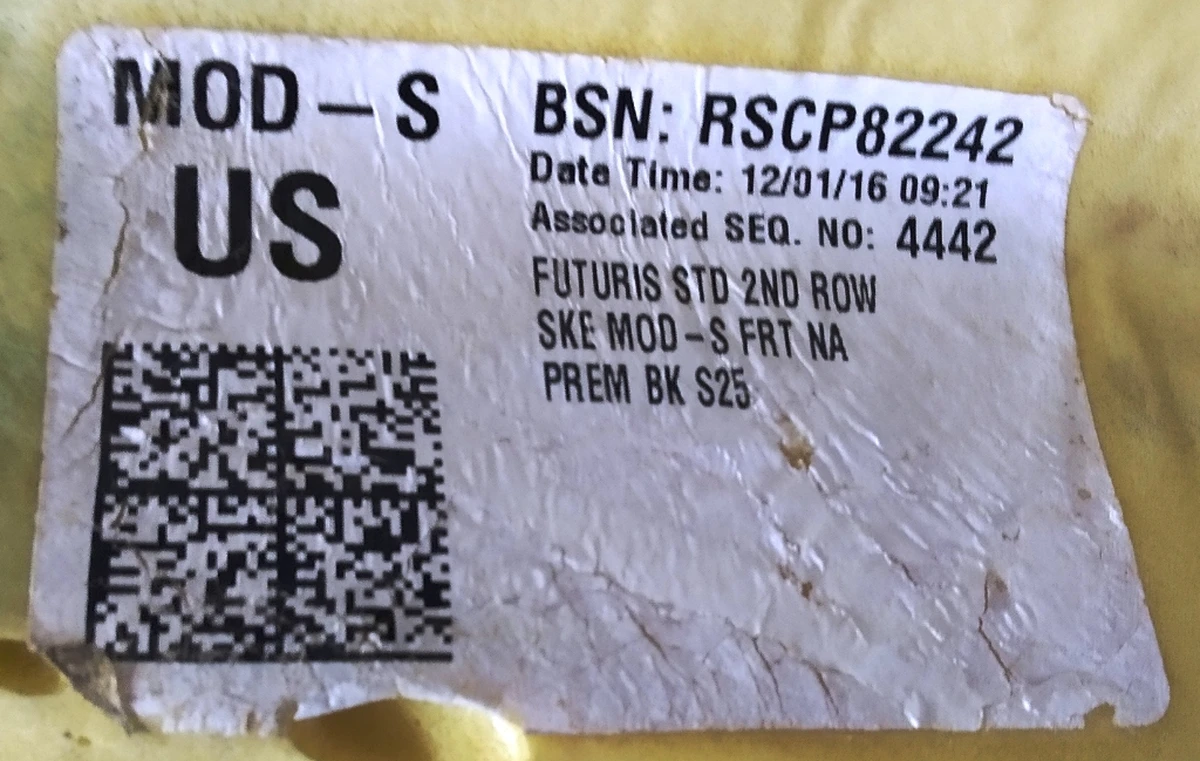 MOD-S
US
BSN: RSCP82242
Date Time: 12/01/16 09:21
Associated SEQ. NO: 4442
FUTURIS STD 2ND ROW
SKE MOD-S FRT NA
PREM BK S25